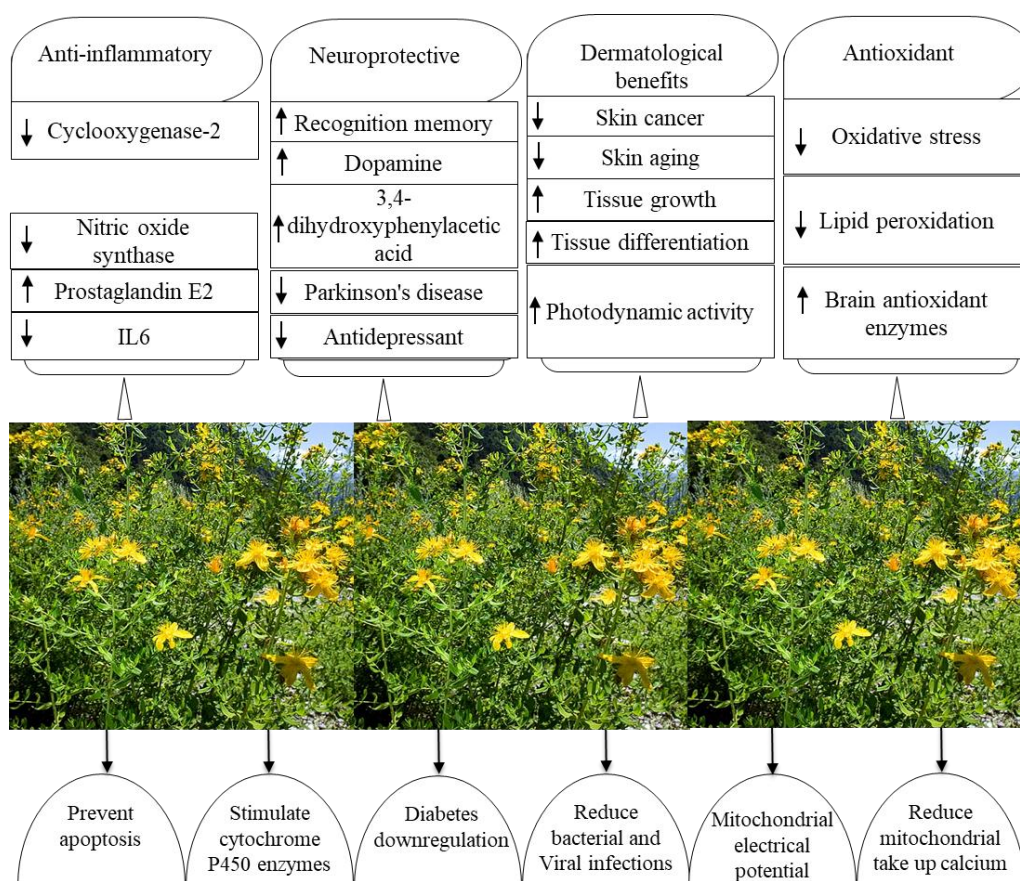 Anti-inflammatory
↓ Cyclooxygenase-2
↓ Nitric oxide
synthase
↑ Prostaglandin E2
↓ IL6
Neuroprotective
↑ Recognition memory
↑ Dopamine
3,4-
↑ dihydroxyphenylacetic
acid
↓ Parkinson's disease
↓ Antidepressant
Dermatological
benefits
↓ Skin cancer
↓ Skin aging
↑ Tissue growth
↑ Tissue differentiation
↑ Photodynamic activity
Antioxidant
↓ Oxidative stress
↓ Lipid peroxidation
↑ Brain antioxidant
enzymes
Prevent
apoptosis
Stimulate
cytochrome
P450 enzymes
Diabetes
downregulation
Reduce
bacterial and
Viral infections
Mitochondrial
electrical
potential
Reduce
mitochondrial
take up calcium